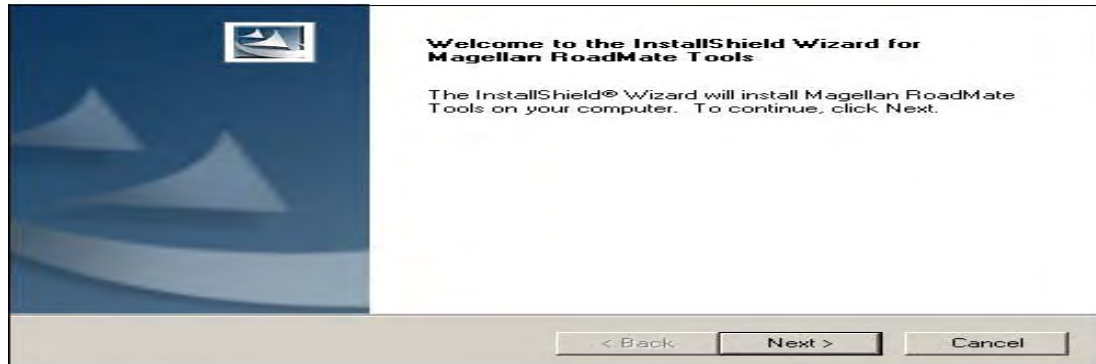 Welcome to the InstallShield Wizard for
Magellan RoadMate Tools
The InstallShield® Wizard will install Magellan RoadMate
Tools on your computer. To continue, click Next.
< Back
Next >
Cancel